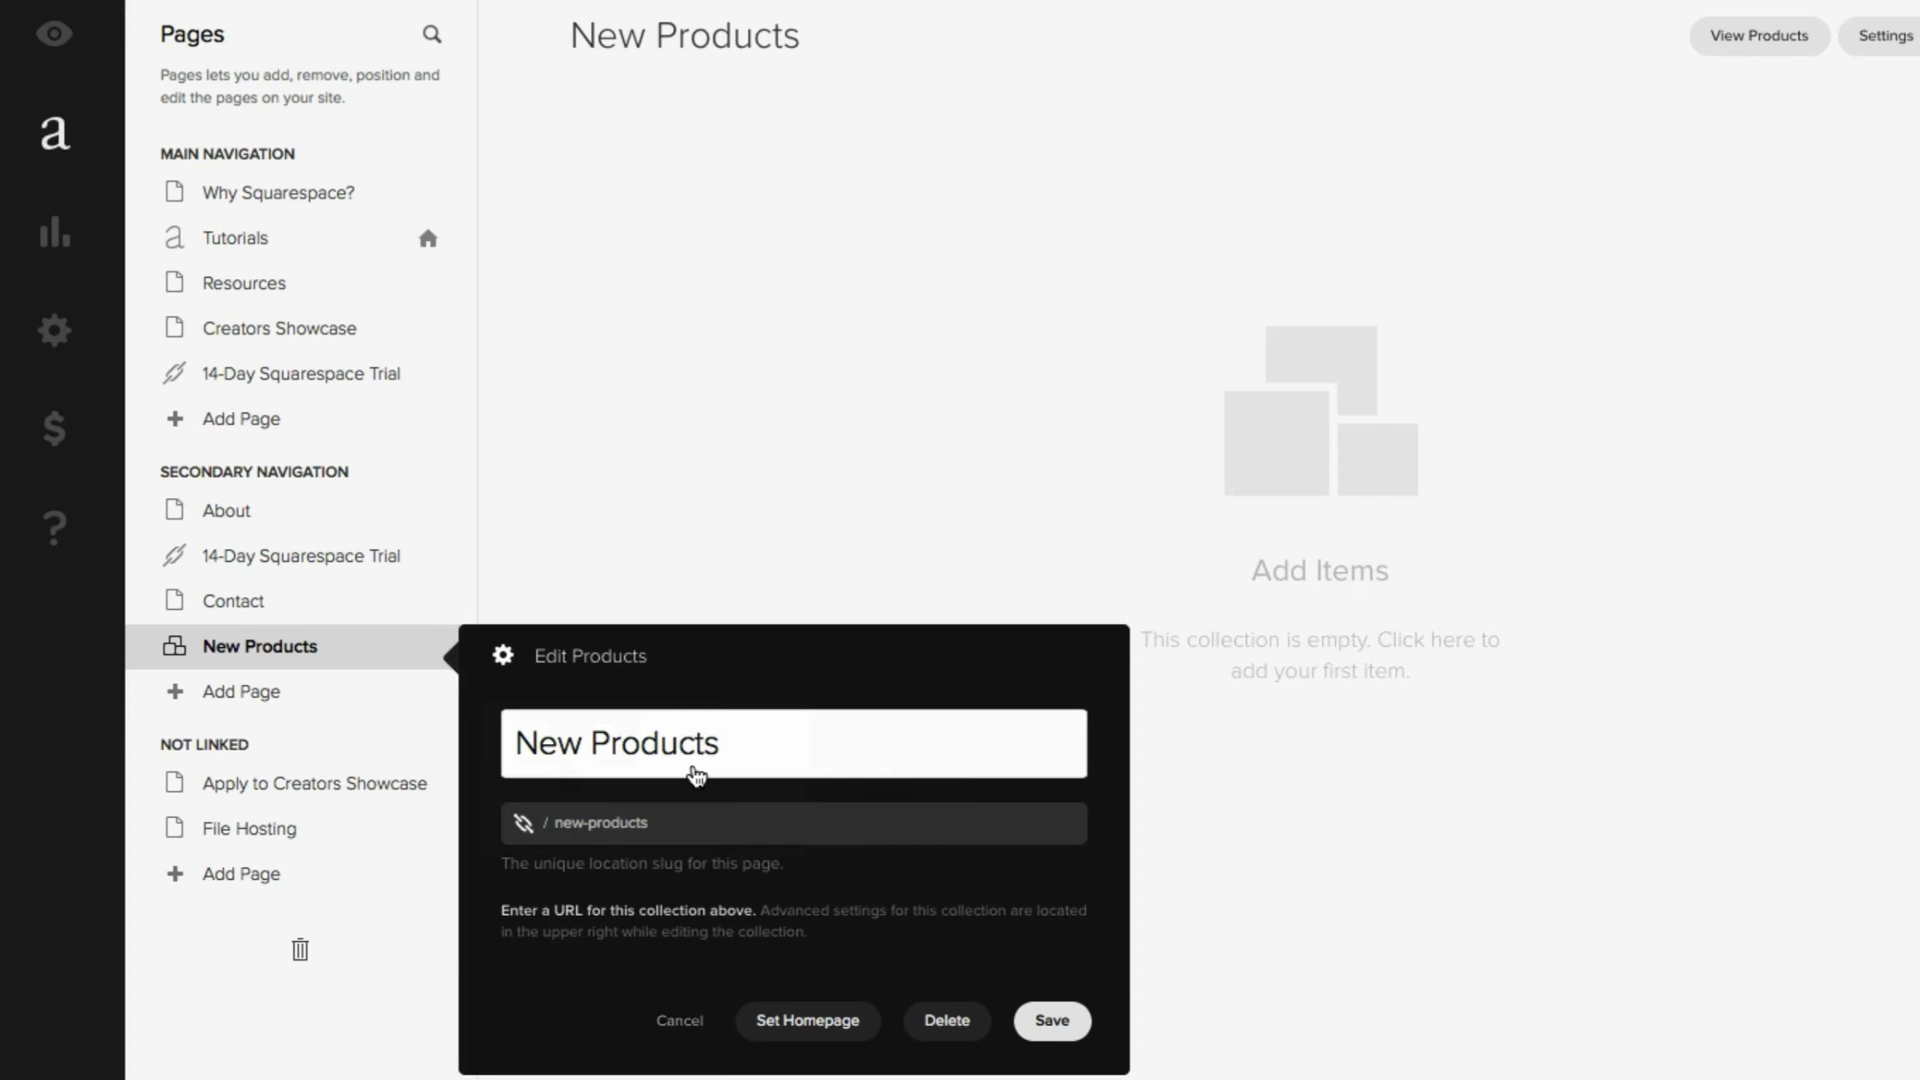 Pages
Pages lets you add, remove, position and
edit the pages on your site.
MAIN NAVIGATION
Why Squarespace?
a Tutorials
Resources
Creators Showcase
14-Day Squarespace Trial
+ Add Page
SECONDARY NAVIGATION
About
14-Day Squarespace Trial
Contact
New Products
+ Add Page
NOT LINKED
Apply to Creators Showcase
File Hosting
+ Add Page
a
$
?
New Products
View Products
Settings
Add Items
This collection is empty. Click here to
add your first item.
Edit Products
New Products
/ new-products
The unique location slug for this page.
Enter a URL for this collection above. Advanced settings for this collection are located
in the upper right while editing the collection.
Cancel
Set Homepage
Delete
Save